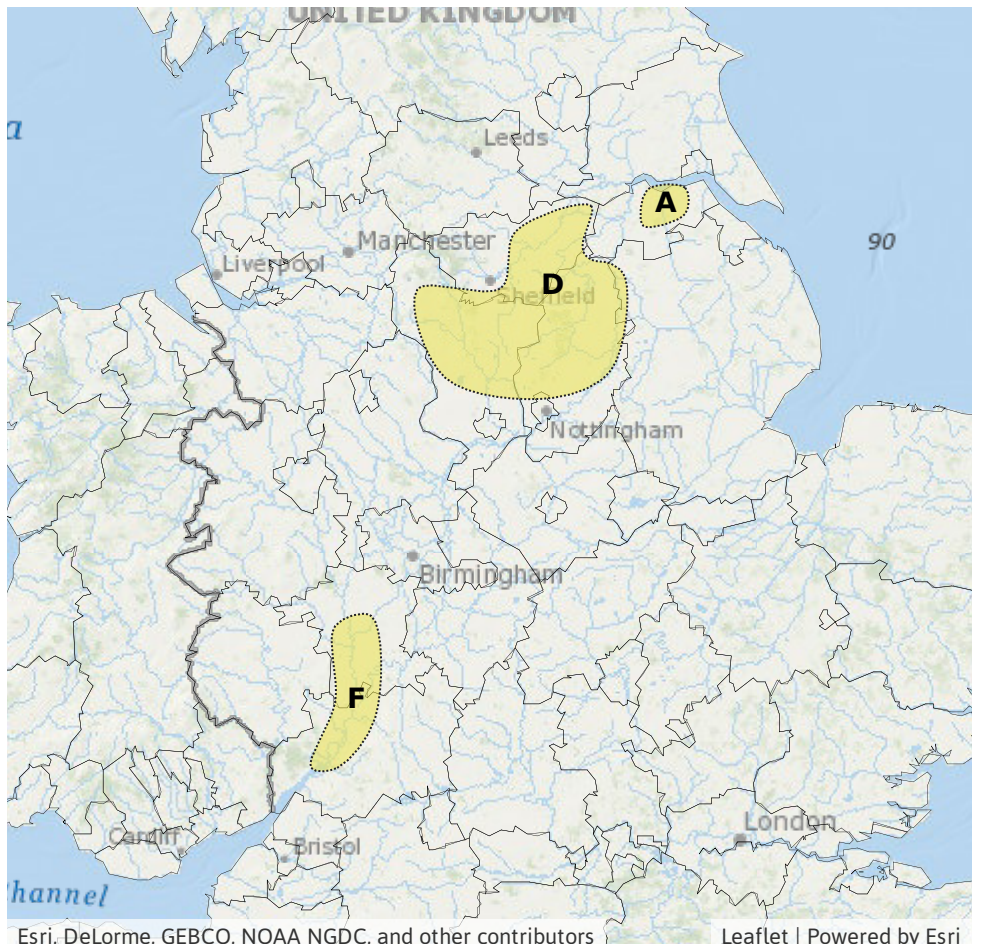 UNITED KINGDOM
a
Leeds
A
90
Manchester
Liverpool
D
Sheffield
Nottingham
Birmingham
F
London
Cardiff
Bristol
hannel
Esri, DeLorme, GEBCO, NOAA NGDC, and other contributors
Leaflet | Powered by Esri